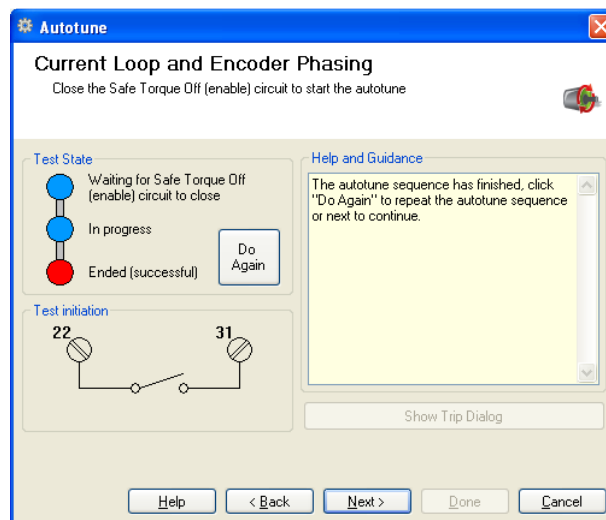 Autotune
Current Loop and Encoder Phasing
Close the Safe Torque Off (enable) circuit to start the autotune
Test State
Waiting for Safe Torque Off
(enable) circuit to close
In progress
Ended (successful)
Do
Again
Test initiation
22
31
Help and Guidance
The autotune sequence has finished, click
"Do Again" to repeat the autotune sequence
or next to continue.
Show Trip Dialog
Help
< Back
Next >
Done
Cancel